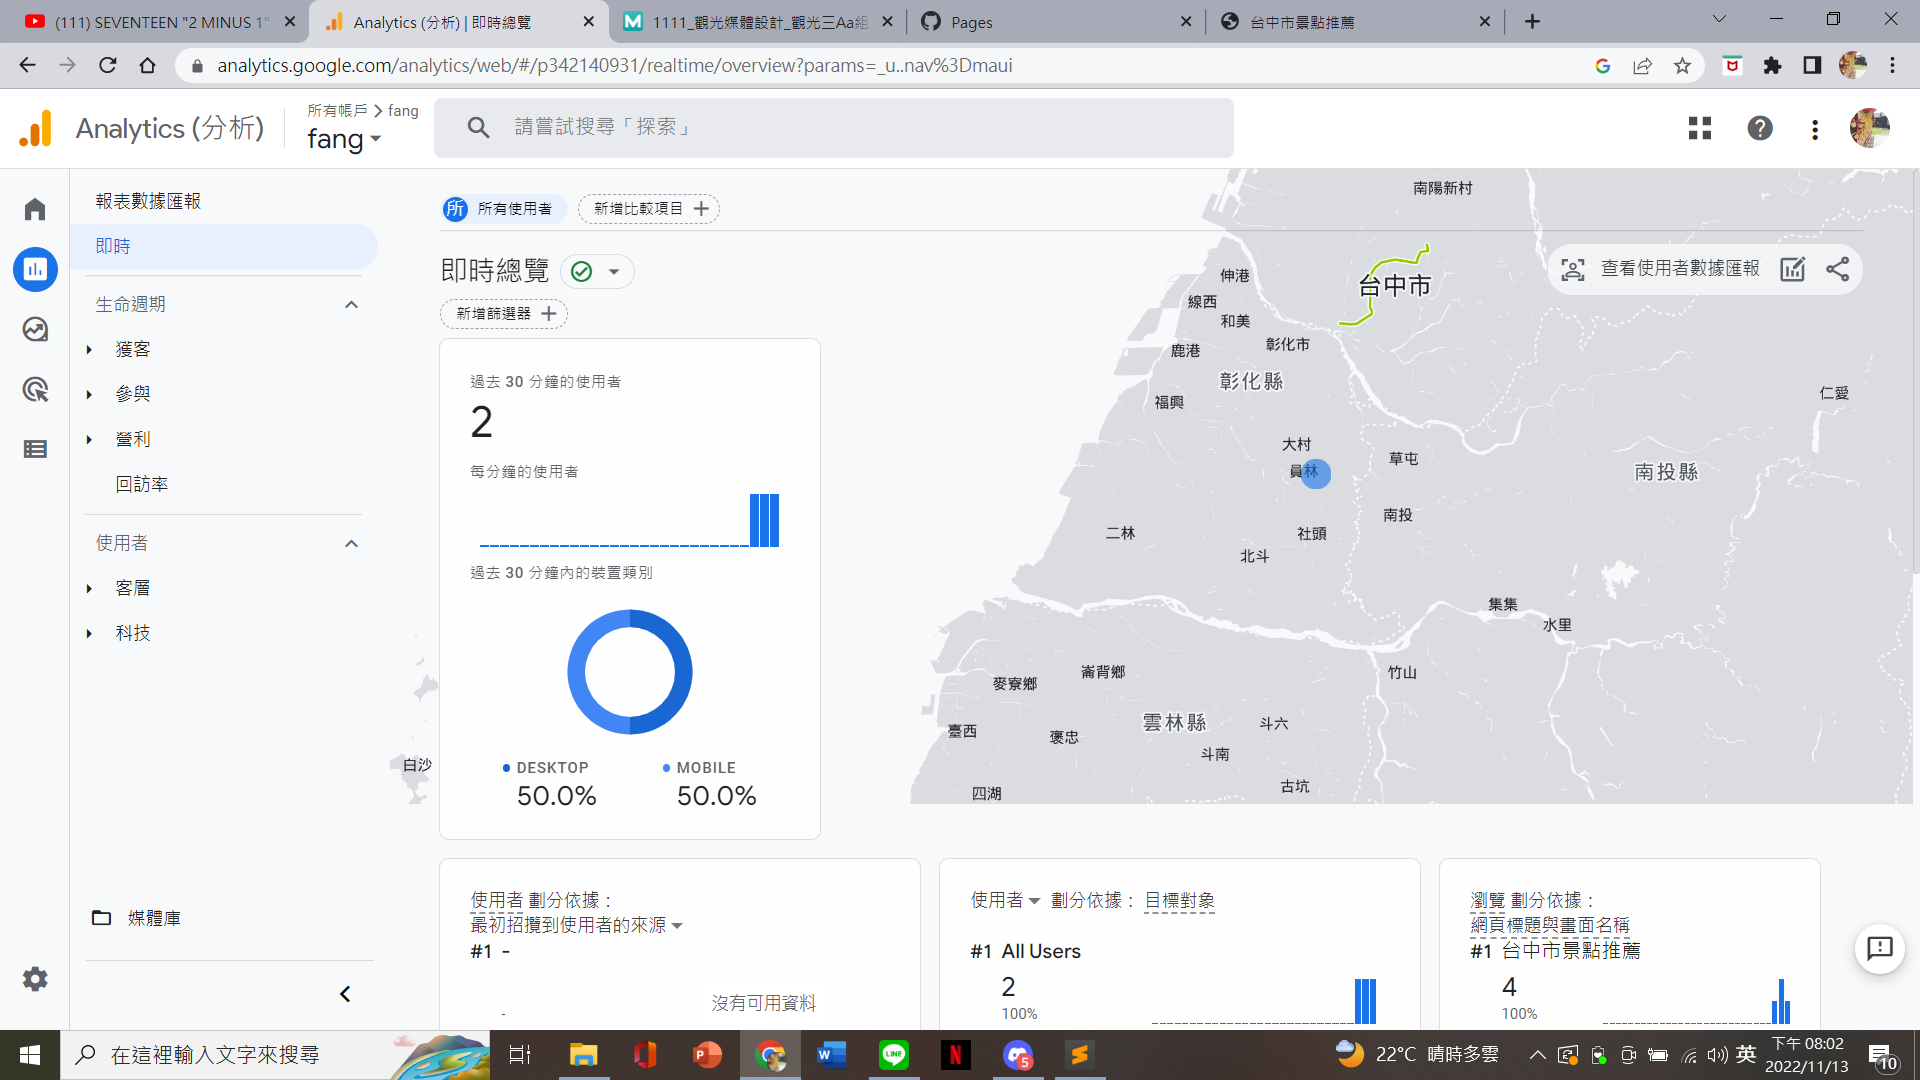 (111) SEVENTEEN "2 MINUS 1"
Analytics (分析) | 即時總覽
1111_觀光媒體設計_觀光三Aa組
Pages
台中市景點推薦
analytics.google.com/analytics/web/#/p342140931/realtime/overview?params=_u..nav%3Dmaui
Analytics (分析)
所有帳戶 > fang
fang
請嘗試搜尋「探索」
報表數據匯報
即時
生命週期
獲客
參與
營利
回訪率
使用者
客層
科技
媒體庫
所 所有使用者
新增比較項目
即時總覽
新增篩選器
查看使用者數據匯報
過去 30 分鐘的使用者
2
每分鐘的使用者
過去 30 分鐘內的裝置類別
DESKTOP
50.0%
MOBILE
50.0%
南陽新村
台中市
伸港
線西
和美
鹿港
彰化市
彰化縣
福興
仁愛
大村
員林
草屯
南投縣
南投
二林
社頭
北斗
集集
水里
竹山
崙背鄉
麥寮鄉
雲林縣
斗六
臺西
褒忠
斗南
白沙
四湖
古坑
使用者 劃分依據：
最初招攬到使用者的來源
#1 -
沒有可用資料
-
使用者 劃分依據： 目標對象
#1 All Users
2
100%
瀏覽 劃分依據：
網頁標題與畫面名稱
#1 台中市景點推薦
4
100%
在這裡輸入文字來搜尋
5
22°C 晴時多雲
英
下午 08:02
2022/11/13
10